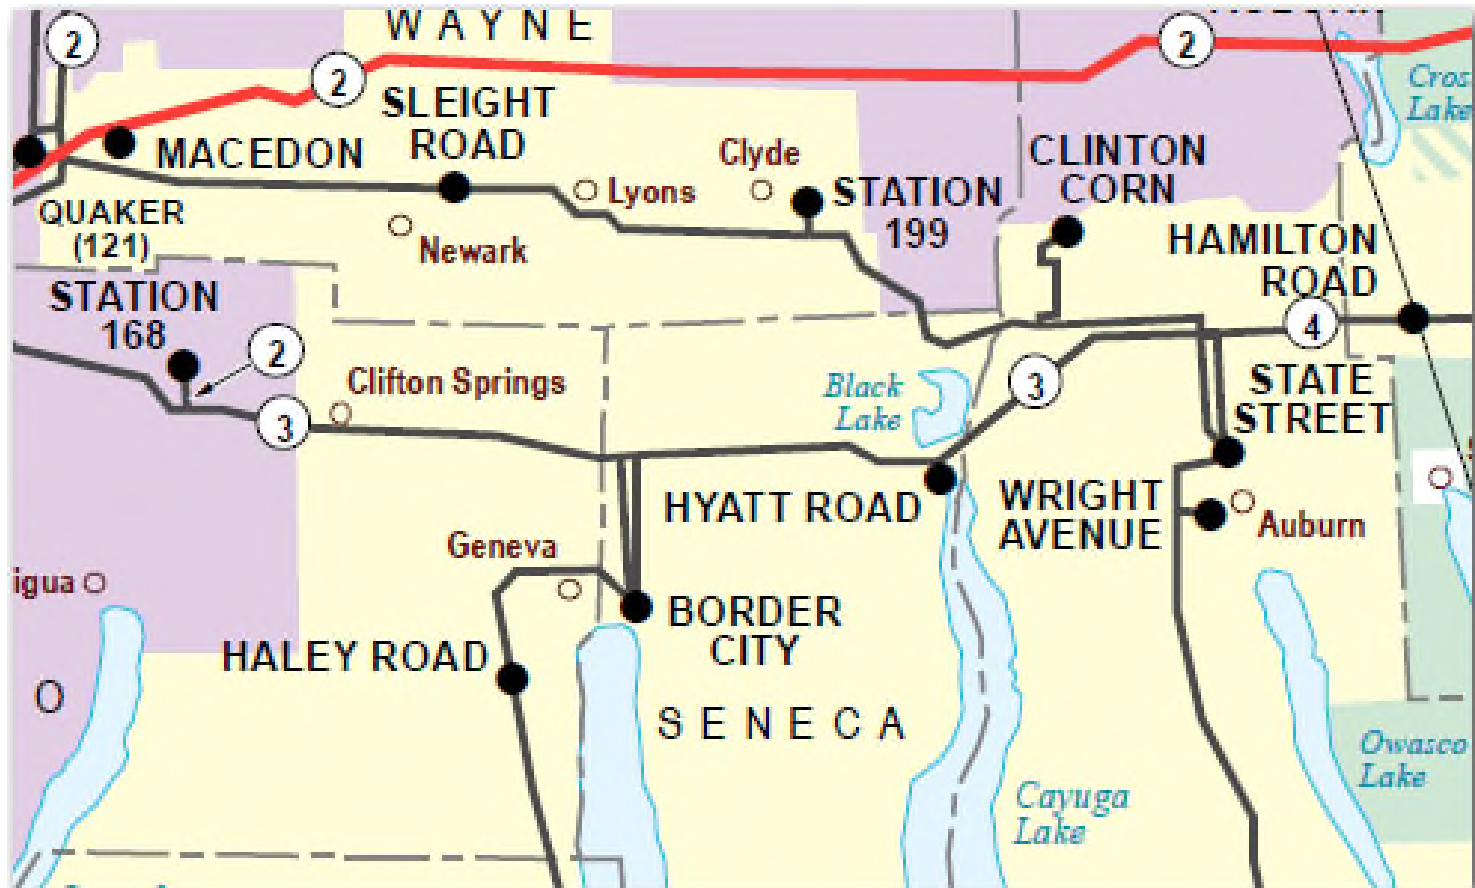 WAYNE
2
2
2
Cros
Lake
SLEIGHT
ROAD
MACEDON
Clyde
CLINTON
CORN
Lyons
STATION
199
QUAKER
(121)
Newark
HAMILTON
ROAD
STATION
168
2
4
Clifton Springs
3
Black
Lake
3
STATE
STREET
HYATT ROAD
WRIGHT
AVENUE
Auburn
Geneva
igua
BORDER
CITY
HALEY ROAD
O
SENECA
Owasco
Lake
Cayuga
Lake